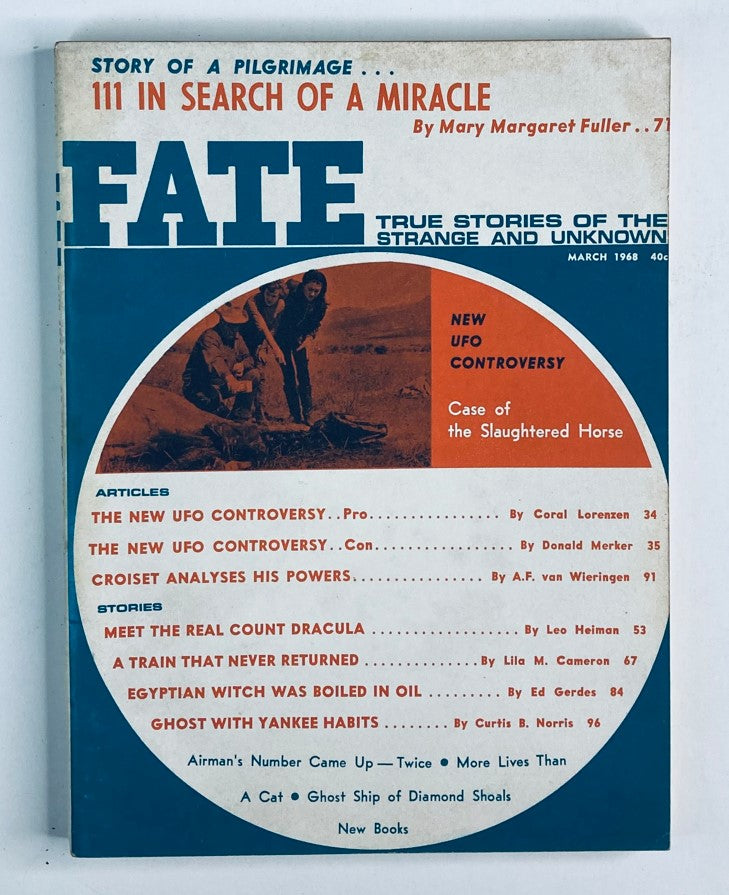 STORY OF A PILGRIMAGE . . .
111 IN SEARCH OF A MIRACLE
By Mary Margaret Fuller . . 71
FATE
TRUE STORIES OF THE
STRANGE AND UNKNOWN
MARCH 1968 40c
NEW
UFO
CONTROVERSY
Case of
the Slaughtered Horse
ARTICLES
THE NEW UFO CONTROVERSY . . Pro . . . . . . . . . . . . . . . . By Coral Lorenzen 34
THE NEW UFO CONTROVERSY . . Con . . . . . . . . . . . . . . . . . By Donald Merker 35
CROISET ANALYSES HIS POWERS . . . . . . . . . . . . . . . By A.F. van Wieringen 91
STORIES
MEET THE REAL COUNT DRACULA . . . . . . . . . . . . . . . . . . By Leo Heiman 53
A TRAIN THAT NEVER RETURNED . . . . . . . . . . . . . . By Lila M. Cameron 67
EGYPTIAN WITCH WAS BOILED IN OIL . . . . . . . . . By Ed Gerdes 84
GHOST WITH YANKEE HABITS . . . . . . . . By Curtis B. Norris 96
Airman's Number Came Up — Twice • More Lives Than
A Cat • Ghost Ship of Diamond Shoals
New Books